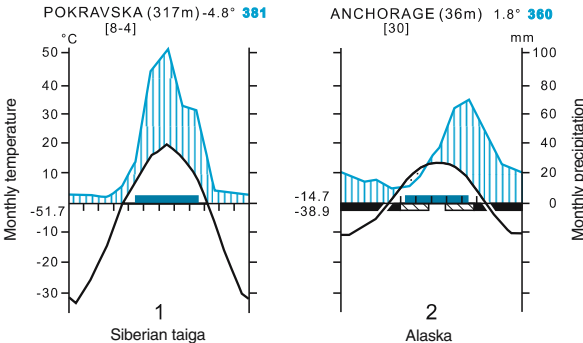 POKRAVSKA (317m) -4.8° 381
[8-4]
°C
50
40
30
20
10
-51.7
-10
-20
-30
Monthly temperature
1
Siberian taiga
ANCHORAGE (36m) 1.8° 360
[30]
mm
100
80
60
40
20
0
-14.7
-38.9
Monthly precipitation
2
Alaska